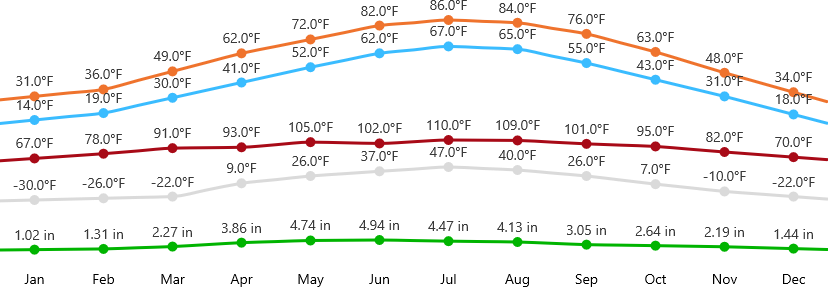 31.0°F 36.0°F 49.0°F 62.0°F 72.0°F 82.0°F 86.0°F 84.0°F 76.0°F 63.0°F 48.0°F 34.0°F
14.0°F 19.0°F 30.0°F 41.0°F 52.0°F 62.0°F 67.0°F 65.0°F 55.0°F 43.0°F 31.0°F 18.0°F
67.0°F 78.0°F 91.0°F 93.0°F 105.0°F 102.0°F 110.0°F 109.0°F 101.0°F 95.0°F 82.0°F 70.0°F
-30.0°F -26.0°F -22.0°F 9.0°F 26.0°F 37.0°F 47.0°F 40.0°F 26.0°F 7.0°F -10.0°F -22.0°F
1.02 in 1.31 in 2.27 in 3.86 in 4.74 in 4.94 in 4.47 in 4.13 in 3.05 in 2.64 in 2.19 in 1.44 in
Jan Feb Mar Apr May Jun Jul Aug Sep Oct Nov Dec